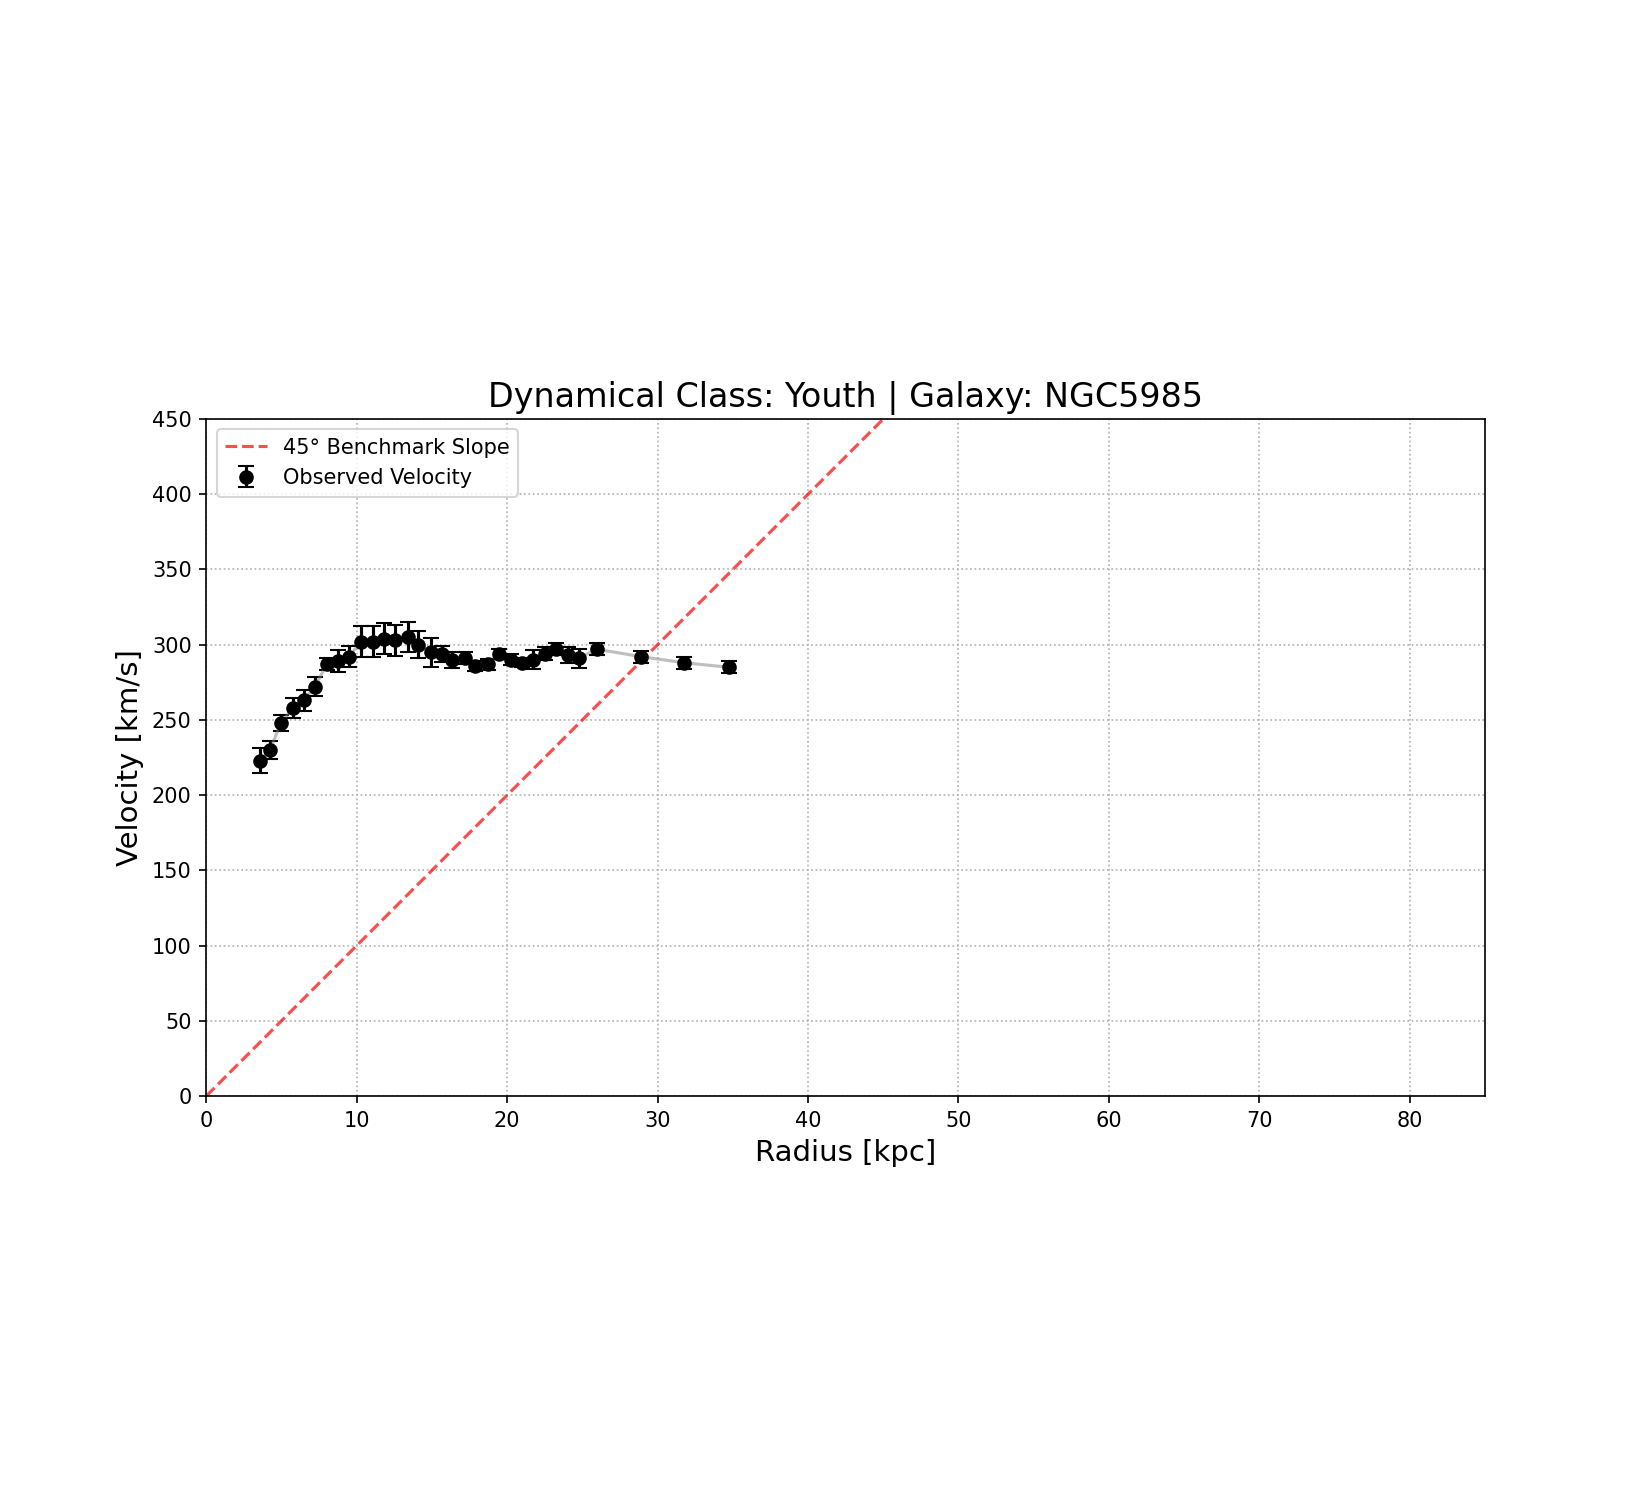 Dynamical Class: Youth | Galaxy: NGC5985
45° Benchmark Slope
Observed Velocity
Velocity [km/s]
450
400
350
300
250
200
150
100
50
0
0 10 20 30 40 50 60 70 80
Radius [kpc]